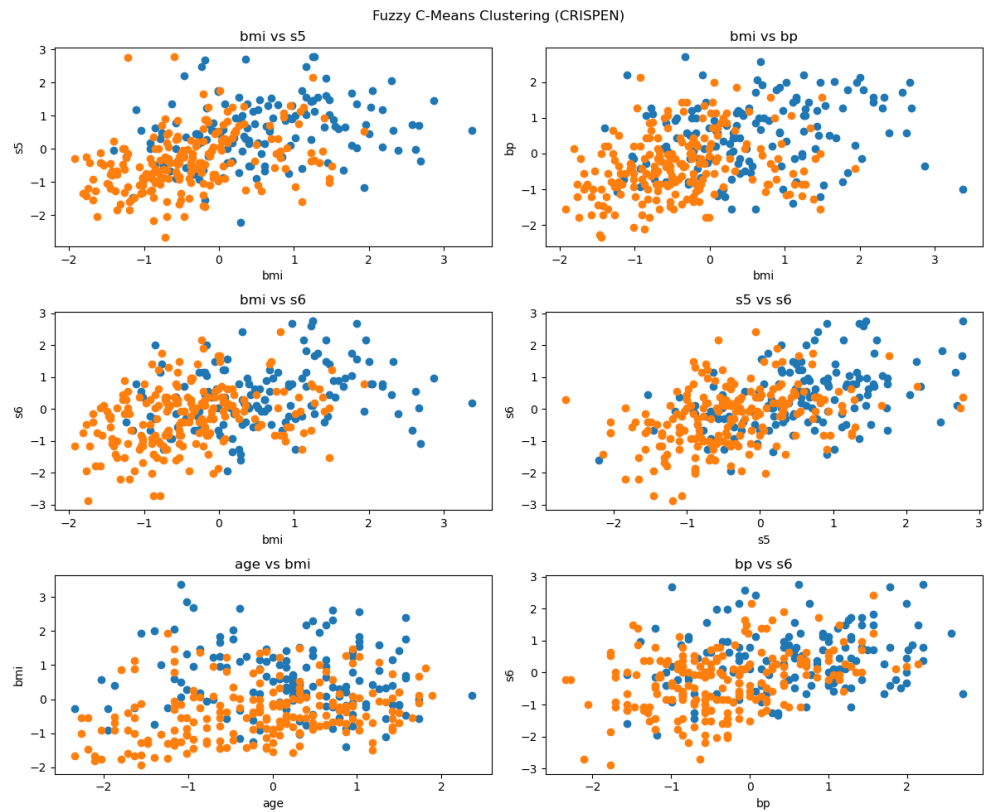 Fuzzy C-Means Clustering (CRISPEN)
bmi vs s5
bmi vs bp
3
2
1
0
−1
−2
s5
−2 −1 0 1 2 3
bmi
2
1
0
−1
−2
bp
−2 −1 0 1 2 3
bmi
bmi vs s6
s5 vs s6
3
2
1
0
−1
−2
−3
s6
−2 −1 0 1 2 3
bmi
3
2
1
0
−1
−2
−3
s6
−2 −1 0 1 2 3
s5
age vs bmi
bp vs s6
3
2
1
0
−1
−2
bmi
−2 −1 0 1 2
age
3
2
1
0
−1
−2
−3
s6
−2 −1 0 1 2
bp